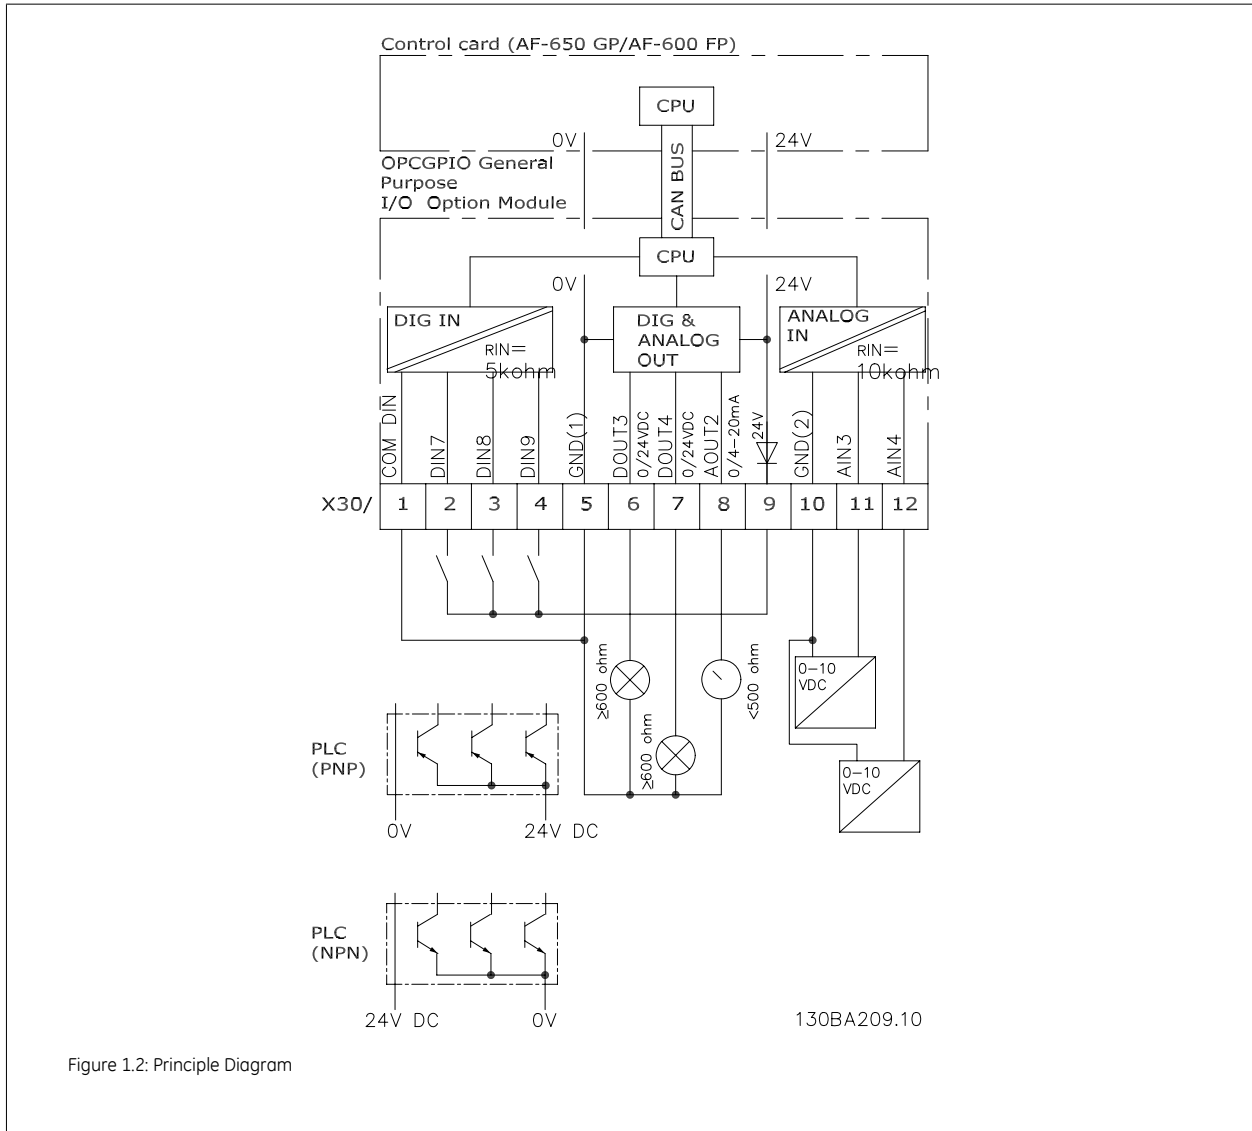 Control card (AF-650 GP/AF-600 FP)
CPU
0V
24V
OPCGPIO General
Purpose
I/O Option Module
CAN BUS
CPU
0V
24V
DIG IN
RIN=
5kohm
DIG &
ANALOG
OUT
ANALOG
IN
RIN=
10kohm
COM DIN
DIN7
DIN8
DIN9
GND(1)
DOUT3
0/24VDC
DOUT4
0/24VDC
AOUT2
0/4-20mA
24V
GND(2)
AIN3
AIN4
X30/
1 2 3 4 5 6 7 8 9 10 11 12
≥600 ohm
≥600 ohm
<500 ohm
0-10
VDC
0-10
VDC
PLC
(PNP)
0V
24V DC
PLC
(NPN)
24V DC
0V
130BA209.10
Figure 1.2: Principle Diagram